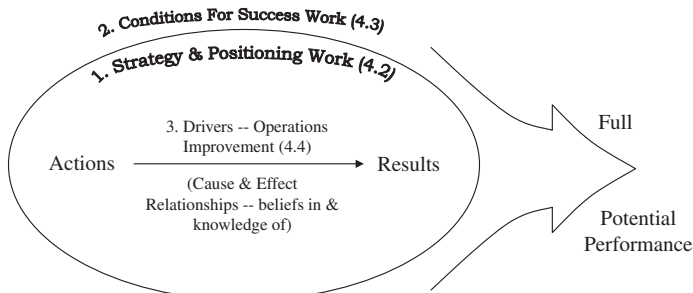 2. Conditions For Success Work (4.3)
1. Strategy & Positioning Work (4.2)
3. Drivers -- Operations
Improvement (4.4)
Actions
Results
(Cause & Effect
Relationships -- beliefs in &
knowledge of)
Full
Potential
Performance